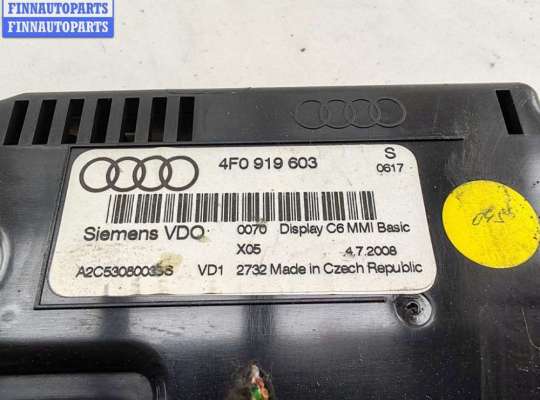 FINNAUTOPARTS
FINNAUTOPARTS
4F0 919 603 S
0617
Siemens VDO 0070 Display C6 MMI Basic
X05 4.7.2008
VD1 2732 Made in Czech Republic